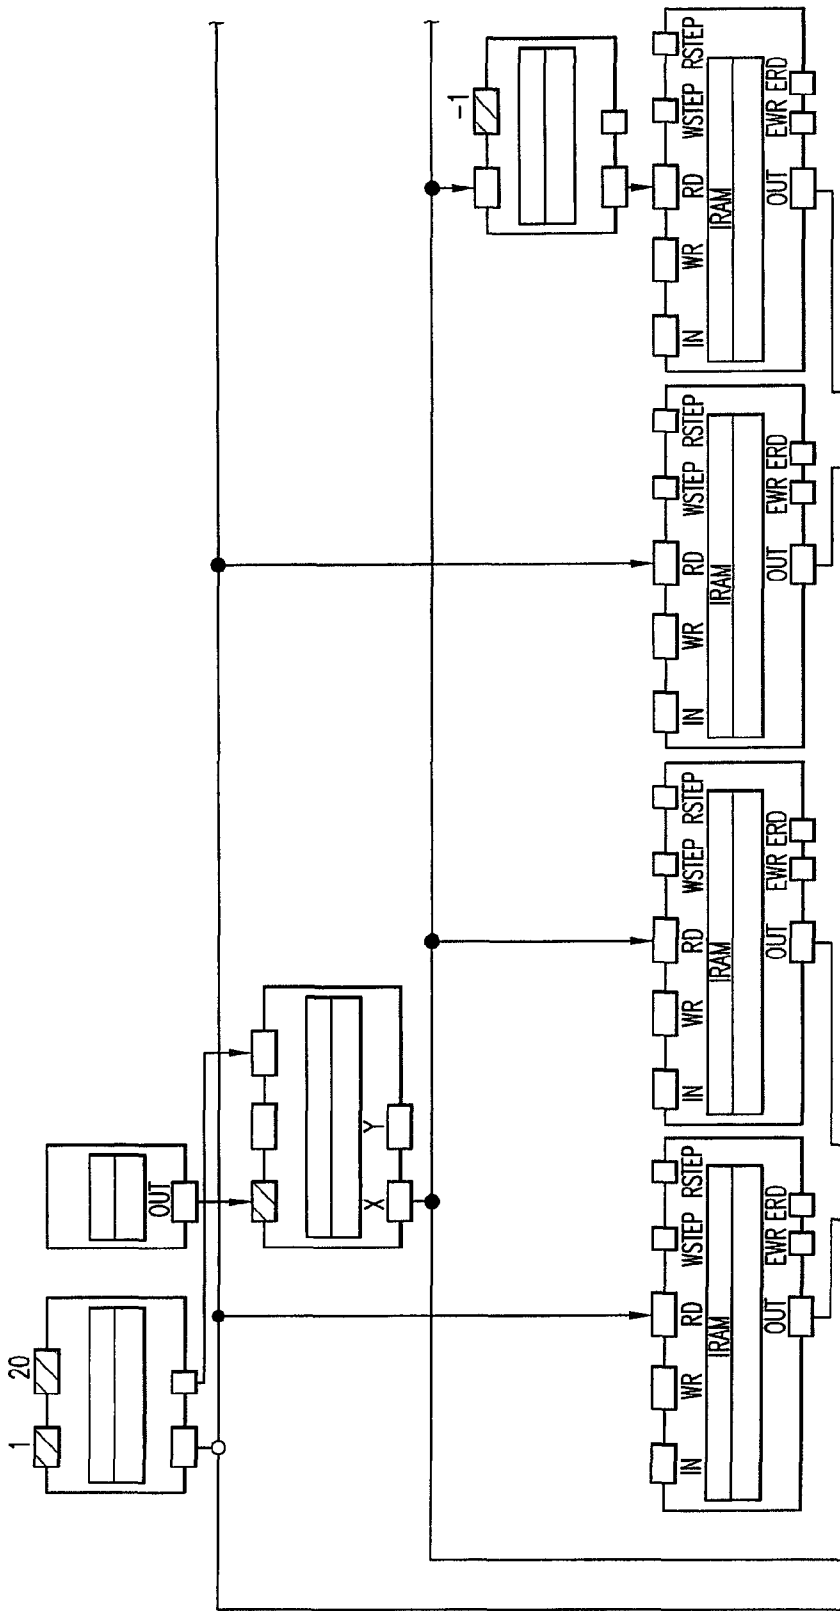 1 20
OUT
X Y
-1
IN WR RD WSTEP RSTEP IN WR RD WSTEP RSTEP IN WR RD WSTEP RSTEP IN WR RD WSTEP RSTEP
IRAM IRAM IRAM IRAM
OUT EWR ERD OUT EWR ERD OUT EWR ERD OUT EWR ERD